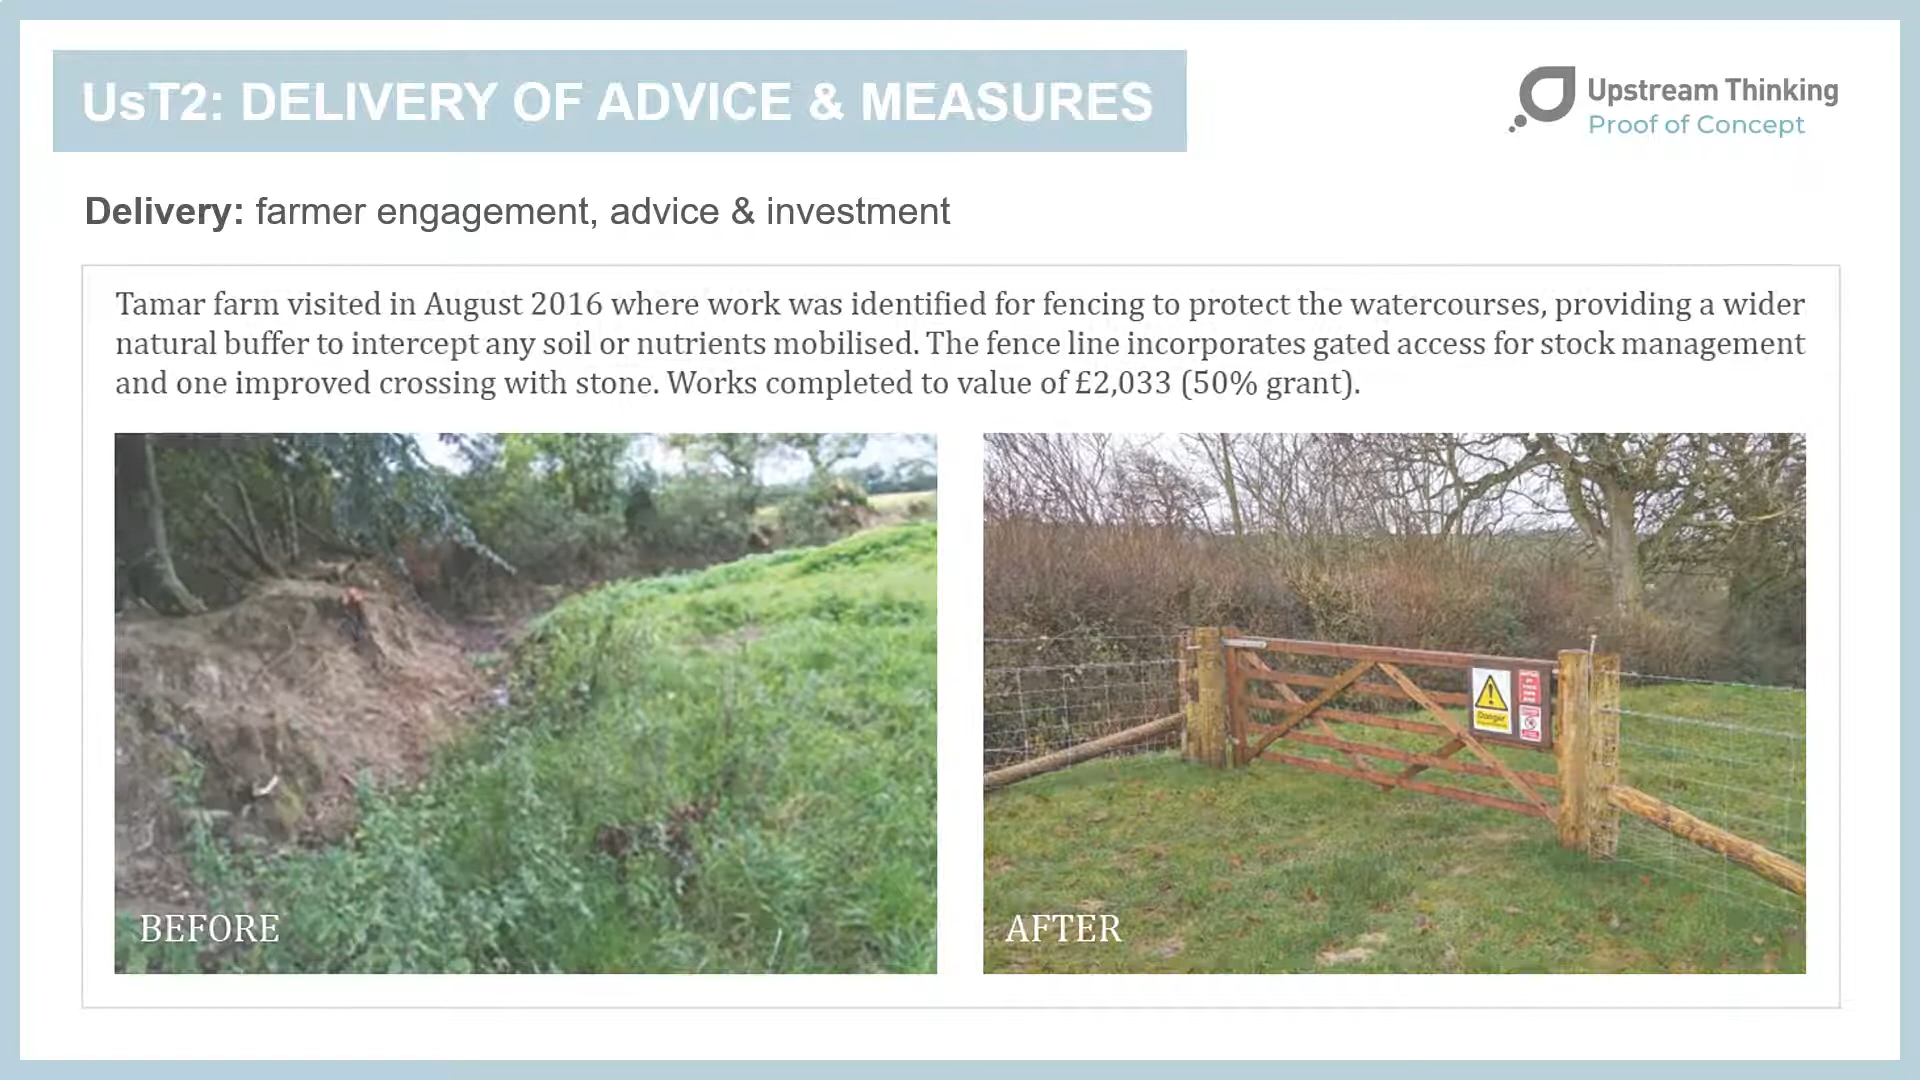 UsT2: DELIVERY OF ADVICE & MEASURES
Upstream Thinking
Proof of Concept
Delivery: farmer engagement, advice & investment
Tamar farm visited in August 2016 where work was identified for fencing to protect the watercourses, providing a wider
natural buffer to intercept any soil or nutrients mobilised. The fence line incorporates gated access for stock management
and one improved crossing with stone. Works completed to value of £2,033 (50% grant).
BEFORE
AFTER
Danger